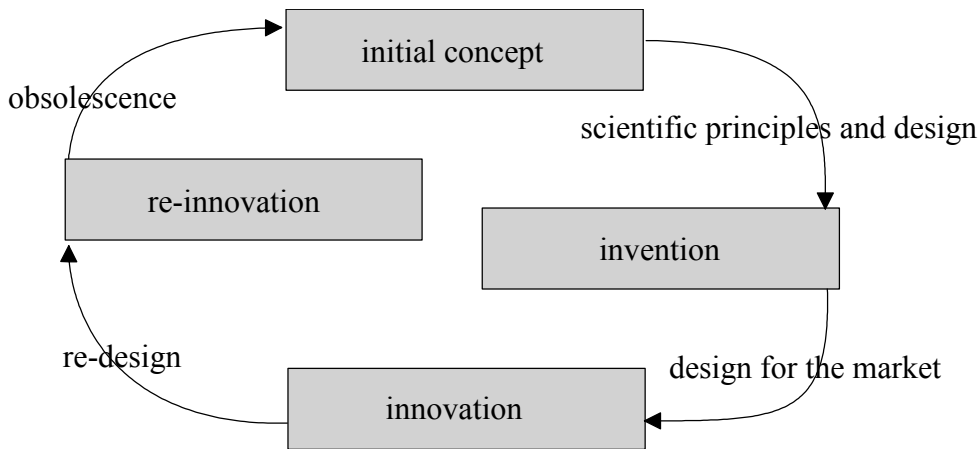 initial concept
obsolescence
scientific principles and design
re-innovation
invention
re-design
design for the market
innovation